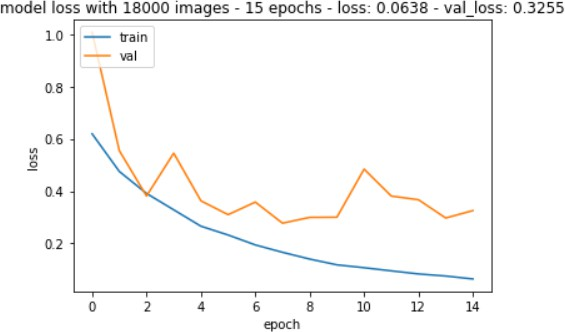 model loss with 18000 images - 15 epochs - loss: 0.0638 - val_loss: 0.3255
train
val
1.0
0.8
0.6
0.4
0.2
loss
0 2 4 6 8 10 12 14
epoch